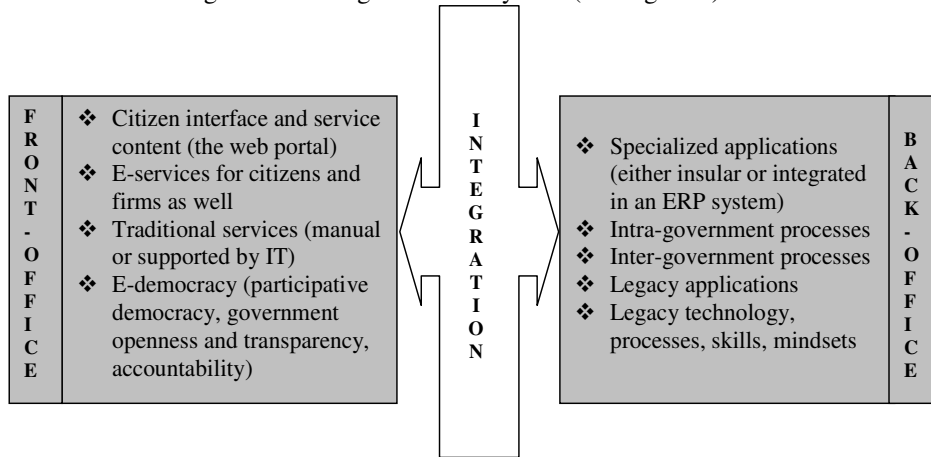 FRONT-OFFICE
❖ Citizen interface and service
content (the web portal)
❖ E-services for citizens and
firms as well
❖ Traditional services (manual
or supported by IT)
❖ E-democracy (participative
democracy, government
openness and transparency,
accountability)
INTEGRATION
❖ Specialized applications
(either insular or integrated
in an ERP system)
❖ Intra-government processes
❖ Inter-government processes
❖ Legacy applications
❖ Legacy technology,
processes, skills, mindsets
BACK-OFFICE